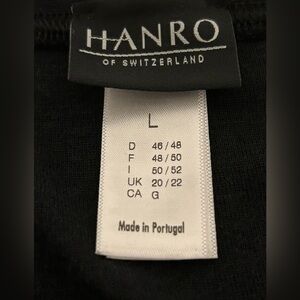 HANRO
OF SWITZERLAND
L
D 46/48
F 48/50
I 50/52
UK 20/22
CA G
Made in Portugal